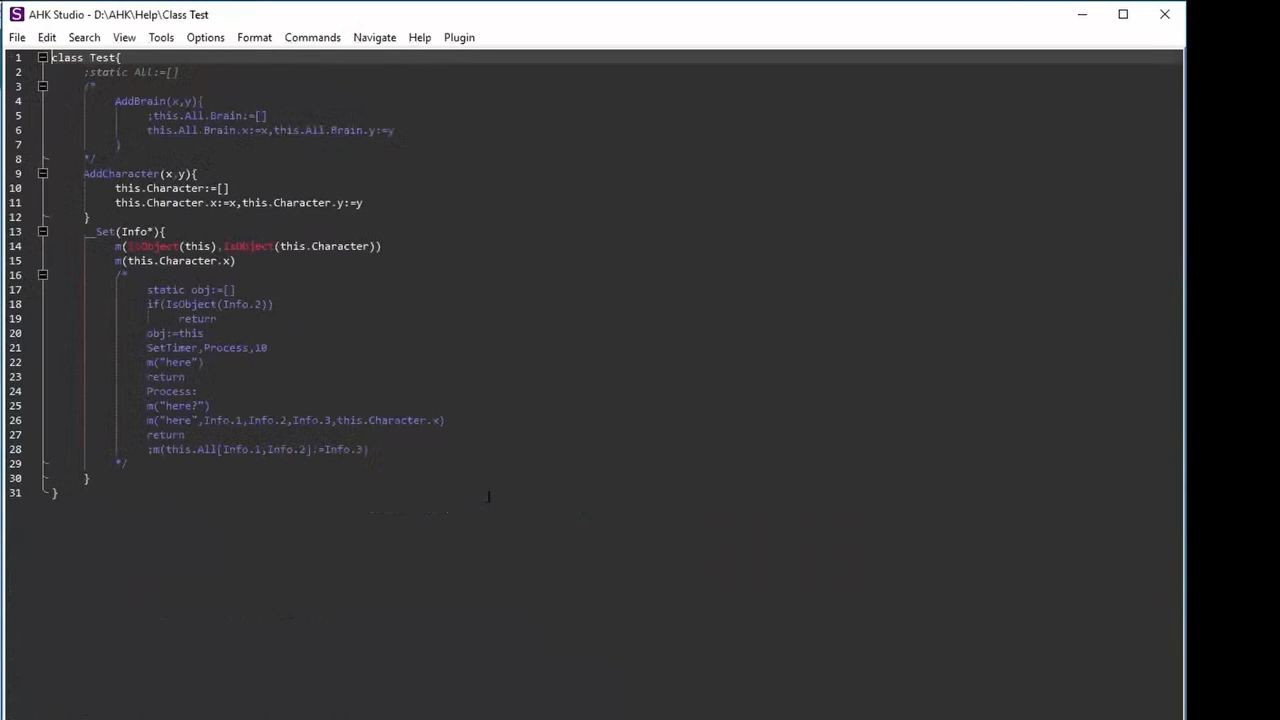 AHK Studio - D:\AHK\Help\Class Test
File Edit Search View Tools Options Format Commands Navigate Help Plugin
1 class Test{
2 ;static All:=[]
3 /*
4 AddBrain(x,y){
5 ;this.All.Brain:=[]
6 this.All.Brain.x:=x,this.All.Brain.y:=y
7 }
8 */
9 AddCharacter(x,y){
10 this.Character:=[]
11 this.Character.x:=x,this.Character.y:=y
12 }
13 __Set(Info*){
14 m(IsObject(this),IsObject(this.Character))
15 m(this.Character.x)
16 /*
17 static obj:=[]
18 if(IsObject(Info.2))
19 return
20 obj:=this
21 SetTimer,Process,10
22 m("here")
23 return
24 Process:
25 m("here?")
26 m("here",Info.1,Info.2,Info.3,this.Character.x)
27 return
28 ;m(this.All[Info.1,Info.2]:=Info.3)
29 */
30 }
31 }